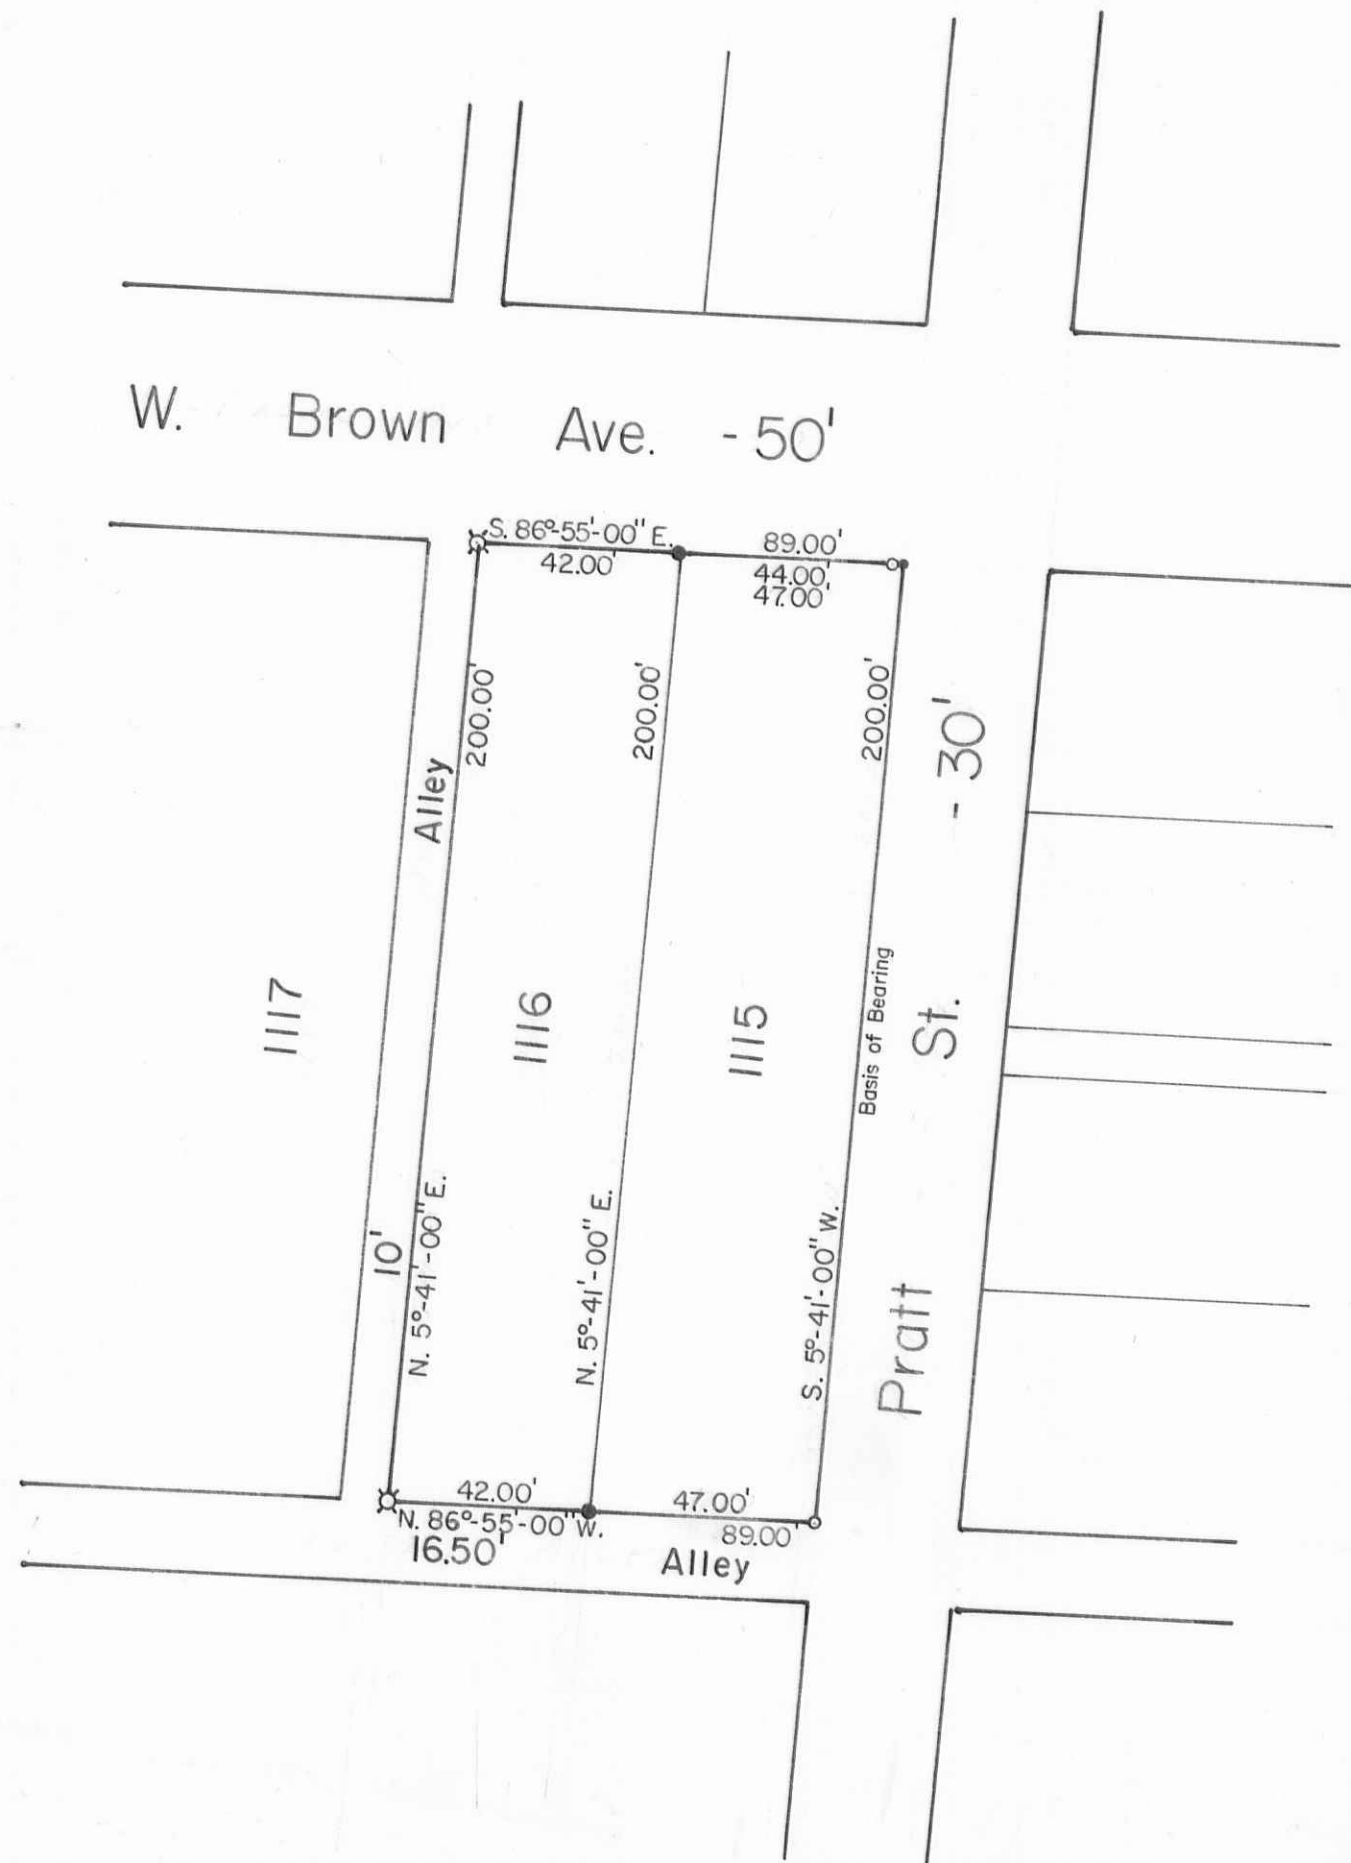 W. Brown Ave. - 50'
S. 86°-55'-00" E.
89.00'
42.00'
44.00'
47.00'
200.00'
200.00'
200.00'
Alley
Pratt St. - 30'
Basis of Bearing
1117
1116
1115
10'
N. 5°-41'-00" E.
N. 5°-41'-00" E.
S. 5°-41'-00" W.
42.00'
47.00'
N. 86°-55'-00" W.
89.00'
16.50'
Alley